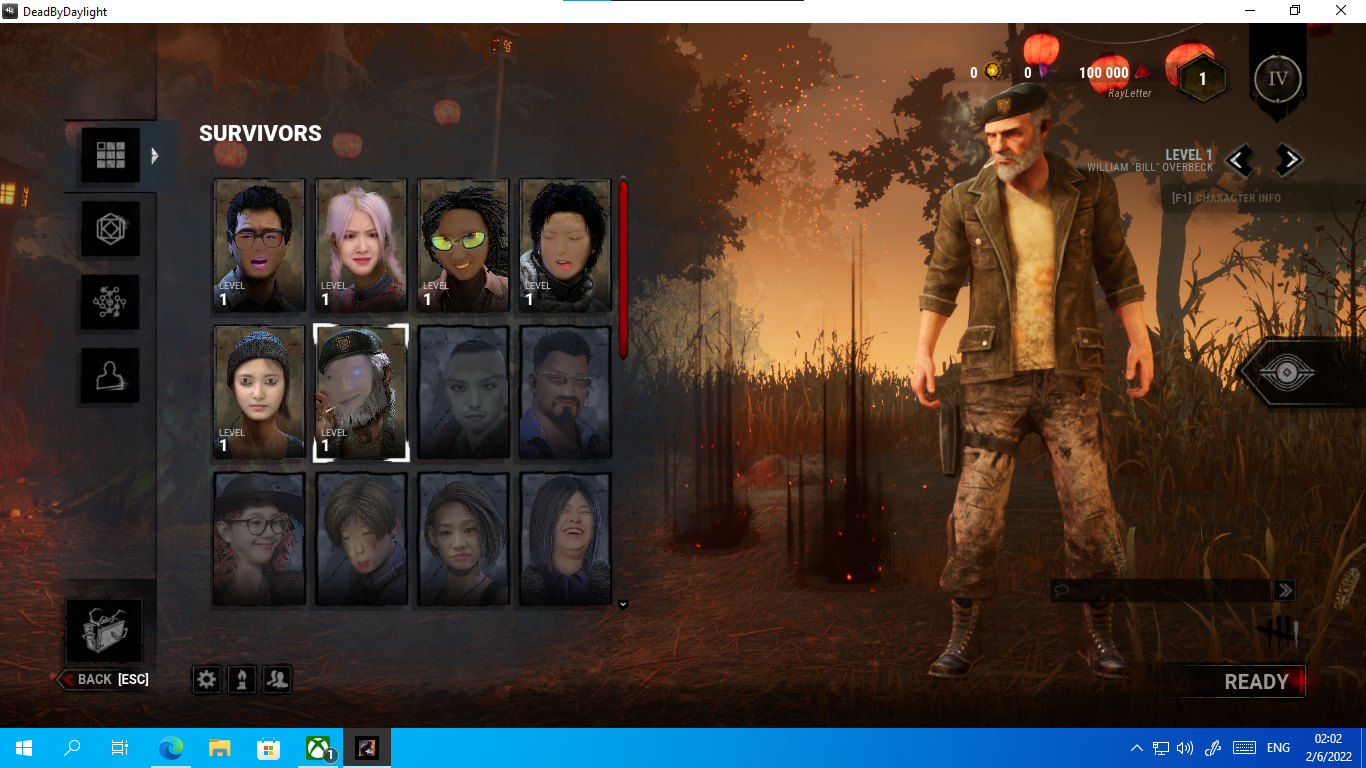 DeadByDaylight
0
0
100 000
RayLetter
1
IV
SURVIVORS
LEVEL 1
WILLIAM "BILL" OVERBECK
[F1] CHARACTER INFO
LEVEL
1
LEVEL
1
LEVEL
1
LEVEL
1
LEVEL
1
LEVEL
1
BACK [ESC]
READY
1
ENG
02:02
2/6/2022